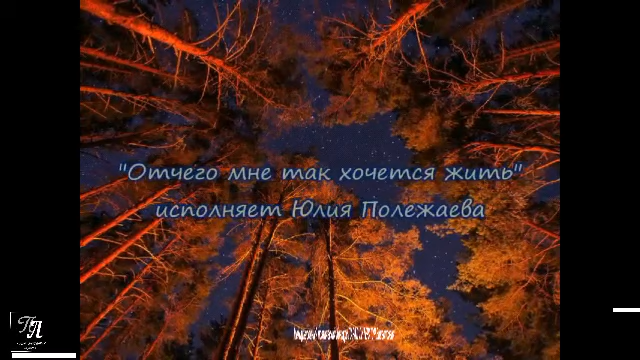 "Отчего мне так хочется жить"
исполняет Юлия Полежаева